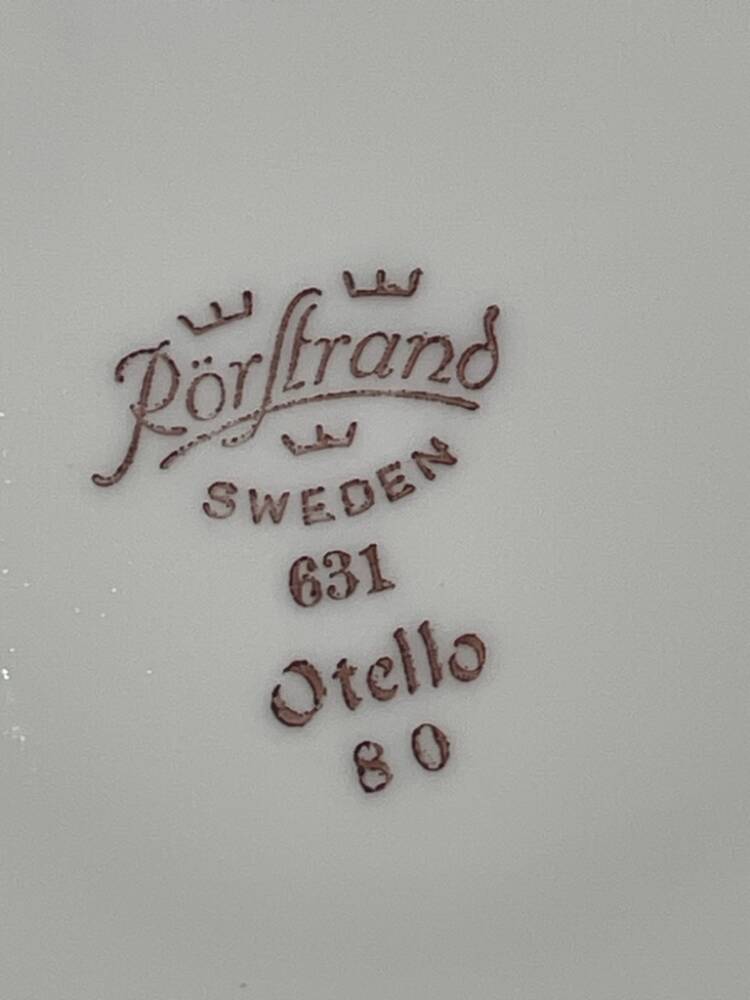 Rörstrand
SWEDEN
631
Otello
80